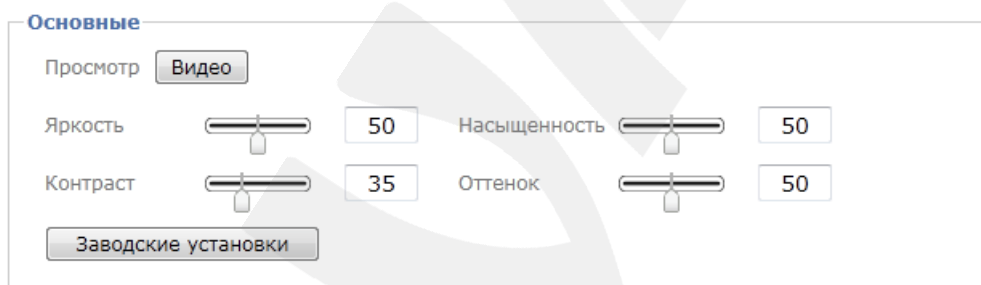 Основные
Просмотр Видео
Яркость 50 Насыщенность 50
Контраст 35 Оттенок 50
Заводские установки